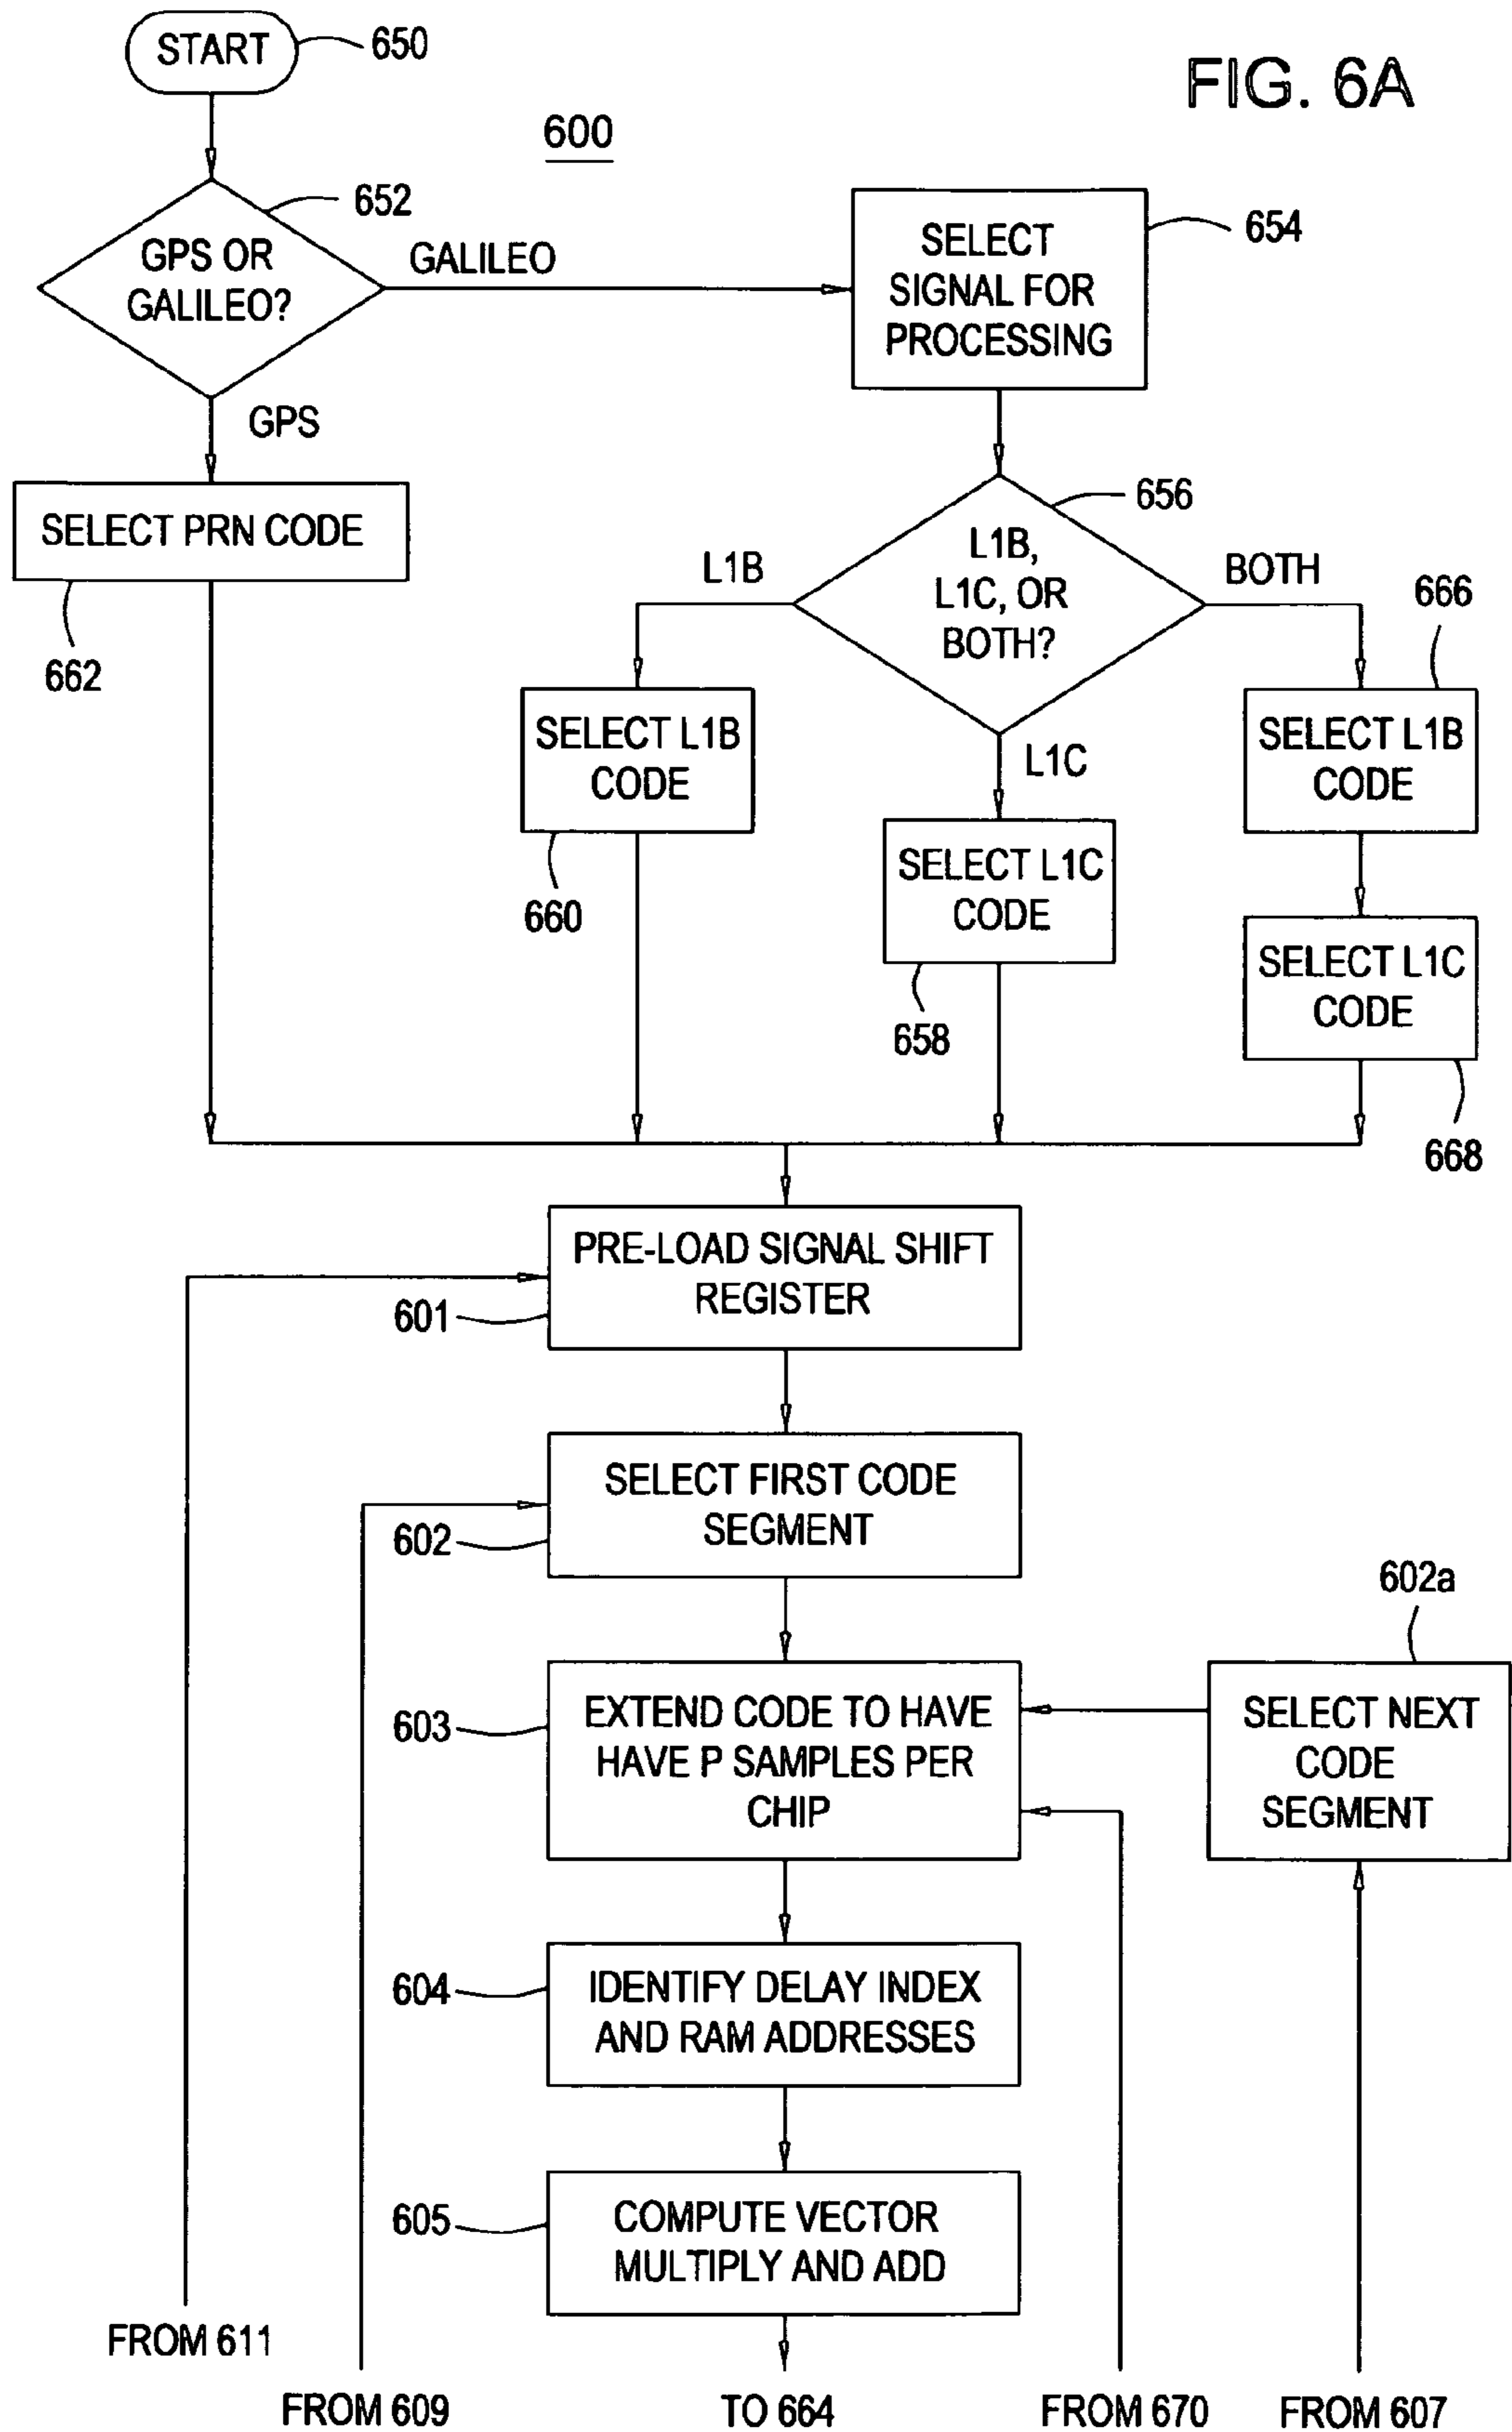 START
650
FIG. 6A
600
652
GPS OR
GALILEO?
GALILEO
SELECT
SIGNAL FOR
PROCESSING
654
GPS
SELECT PRN CODE
662
656
L1B,
L1C, OR
BOTH?
L1B
BOTH
666
SELECT L1B
CODE
660
L1C
SELECT L1C
CODE
658
SELECT L1B
CODE
SELECT L1C
CODE
668
PRE-LOAD SIGNAL SHIFT
REGISTER
601
SELECT FIRST CODE
SEGMENT
602
602a
603
EXTEND CODE TO HAVE
HAVE P SAMPLES PER
CHIP
SELECT NEXT
CODE
SEGMENT
604
IDENTIFY DELAY INDEX
AND RAM ADDRESSES
605
COMPUTE VECTOR
MULTIPLY AND ADD
FROM 611
FROM 609
TO 664
FROM 670
FROM 607